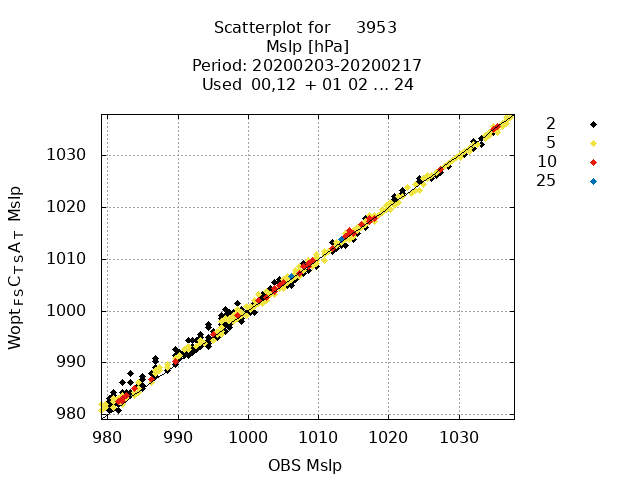 Scatterplot for 3953
Mslp [hPa]
Period: 20200203-20200217
Used 00,12 + 01 02 ... 24
2
5
10
25
1030
1020
1010
1000
990
980
980 990 1000 1010 1020 1030
OBS Mslp
Wopt FS C TS A T Mslp